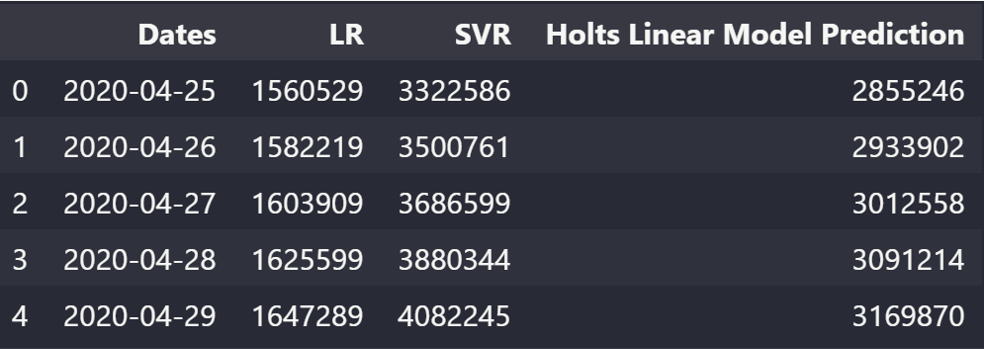 Dates LR SVR Holts Linear Model Prediction
0 2020-04-25 1560529 3322586 2855246
1 2020-04-26 1582219 3500761 2933902
2 2020-04-27 1603909 3686599 3012558
3 2020-04-28 1625599 3880344 3091214
4 2020-04-29 1647289 4082245 3169870